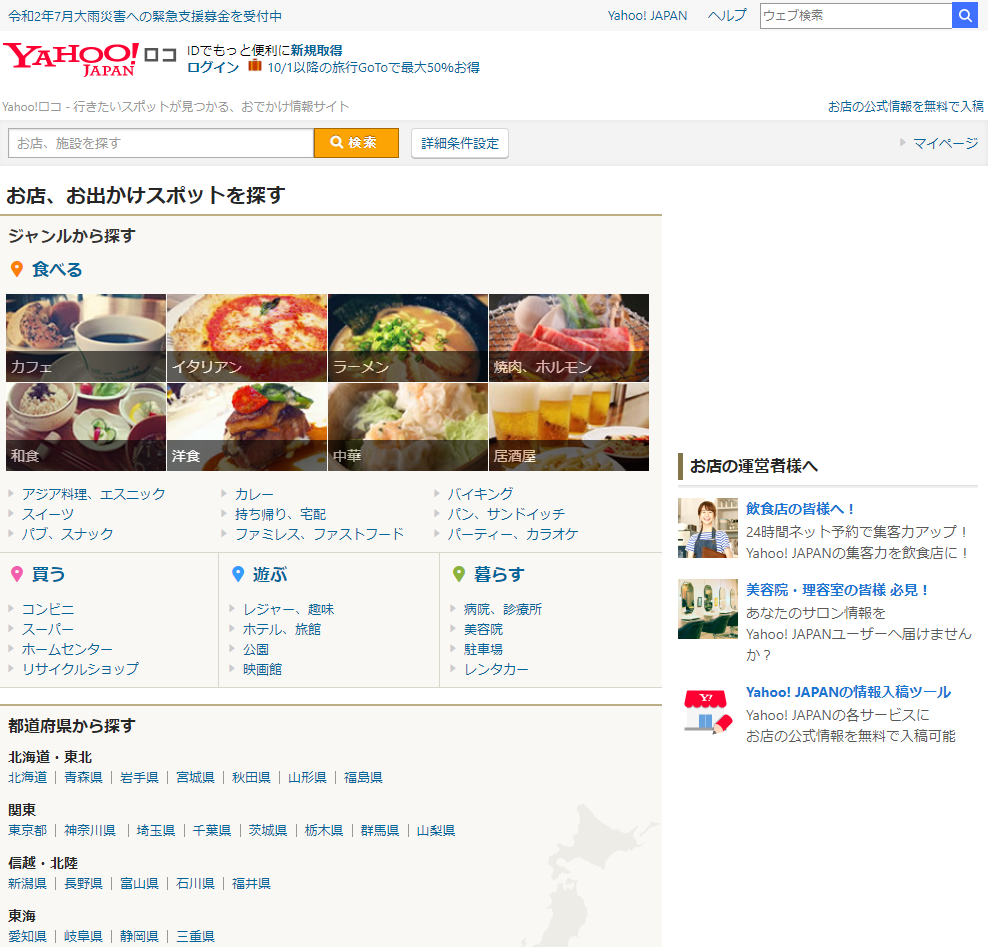 令和2年7月大雨災害への緊急支援募金を受付中
Yahoo! JAPAN ヘルプ ウェブ検索
YAHOO! JAPAN ロコ
IDでもっと便利に新規取得
ログイン 10/1以降の旅行GoToで最大50%お得
Yahoo!ロコ - 行きたいスポットが見つかる、おでかけ情報サイト
お店の公式情報を無料で入稿
お店、施設を探す 検索 詳細条件設定 マイページ
お店、お出かけスポットを探す
ジャンルから探す
食べる
カフェ イタリアン ラーメン 焼肉、ホルモン
和食 洋食 中華 居酒屋
アジア料理、エスニック カレー バイキング
スイーツ 持ち帰り、宅配 パン、サンドイッチ
パブ、スナック ファミレス、ファストフード パーティー、カラオケ
買う 遊ぶ 暮らす
コンビニ レジャー、趣味 病院、診療所
スーパー ホテル、旅館 美容院
ホームセンター 公園 駐車場
リサイクルショップ 映画館 レンタカー
都道府県から探す
北海道・東北
北海道 青森県 岩手県 宮城県 秋田県 山形県 福島県
関東
東京都 神奈川県 埼玉県 千葉県 茨城県 栃木県 群馬県 山梨県
信越・北陸
新潟県 長野県 富山県 石川県 福井県
東海
愛知県 岐阜県 静岡県 三重県
お店の運営者様へ
飲食店の皆様へ！
24時間ネット予約で集客力アップ！
Yahoo! JAPANの集客力を飲食店に！
美容院・理容室の皆様 必見！
あなたのサロン情報を
Yahoo! JAPANユーザーへ届けません
か？
Y!
Yahoo! JAPANの情報入稿ツール
Yahoo! JAPANの各サービスに
お店の公式情報を無料で入稿可能